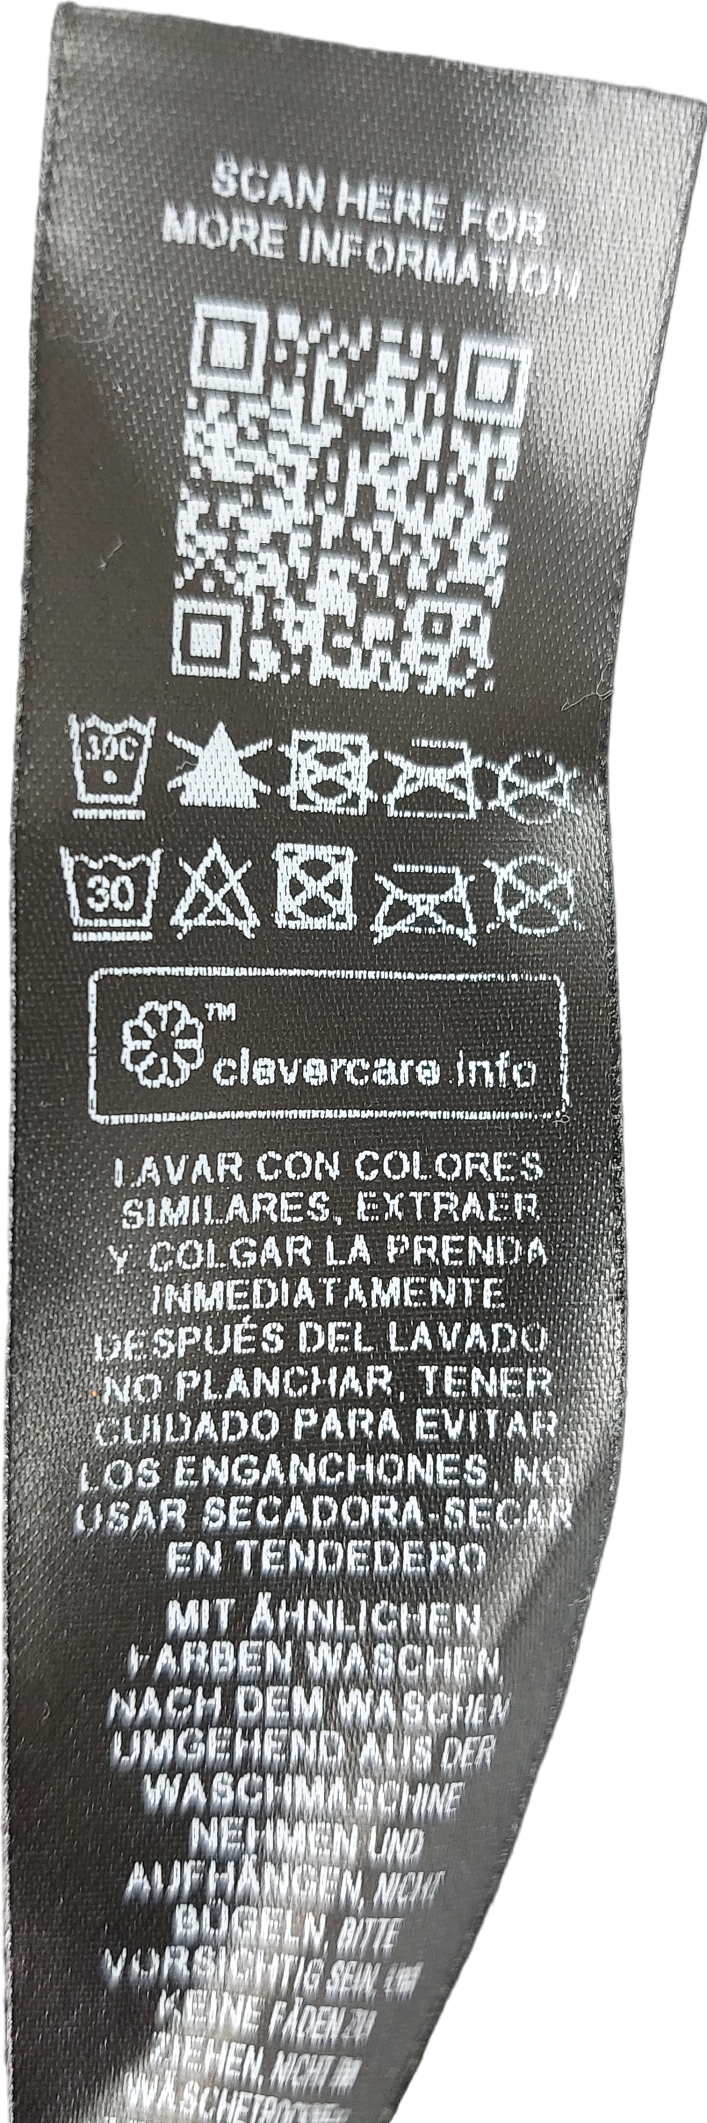 SCAN HERE FOR
MORE INFORMATION
30C
30
™
clevercare.info
LAVAR CON COLORES
SIMILARES, EXTRAER
Y COLGAR LA PRENDA
INMEDIATAMENTE
DESPUÉS DEL LAVADO
NO PLANCHAR, TENER
CUIDADO PARA EVITAR
LOS ENGANCHONES, NO
USAR SECADORA-SECAR
EN TENDEDERO
MIT ÄHNLICHEN
FARBEN WASCHEN,
NACH DEM WASCHEN
UMGEHEND AUS DER
WASCHMASCHINE
NEHMEN UND
AUFHÄNGEN, NICHT
BÜGELN, BITTE
VORSICHTIG SEIN, UM
KEINE FÄDEN ZU
ZIEHEN, NICHT IM